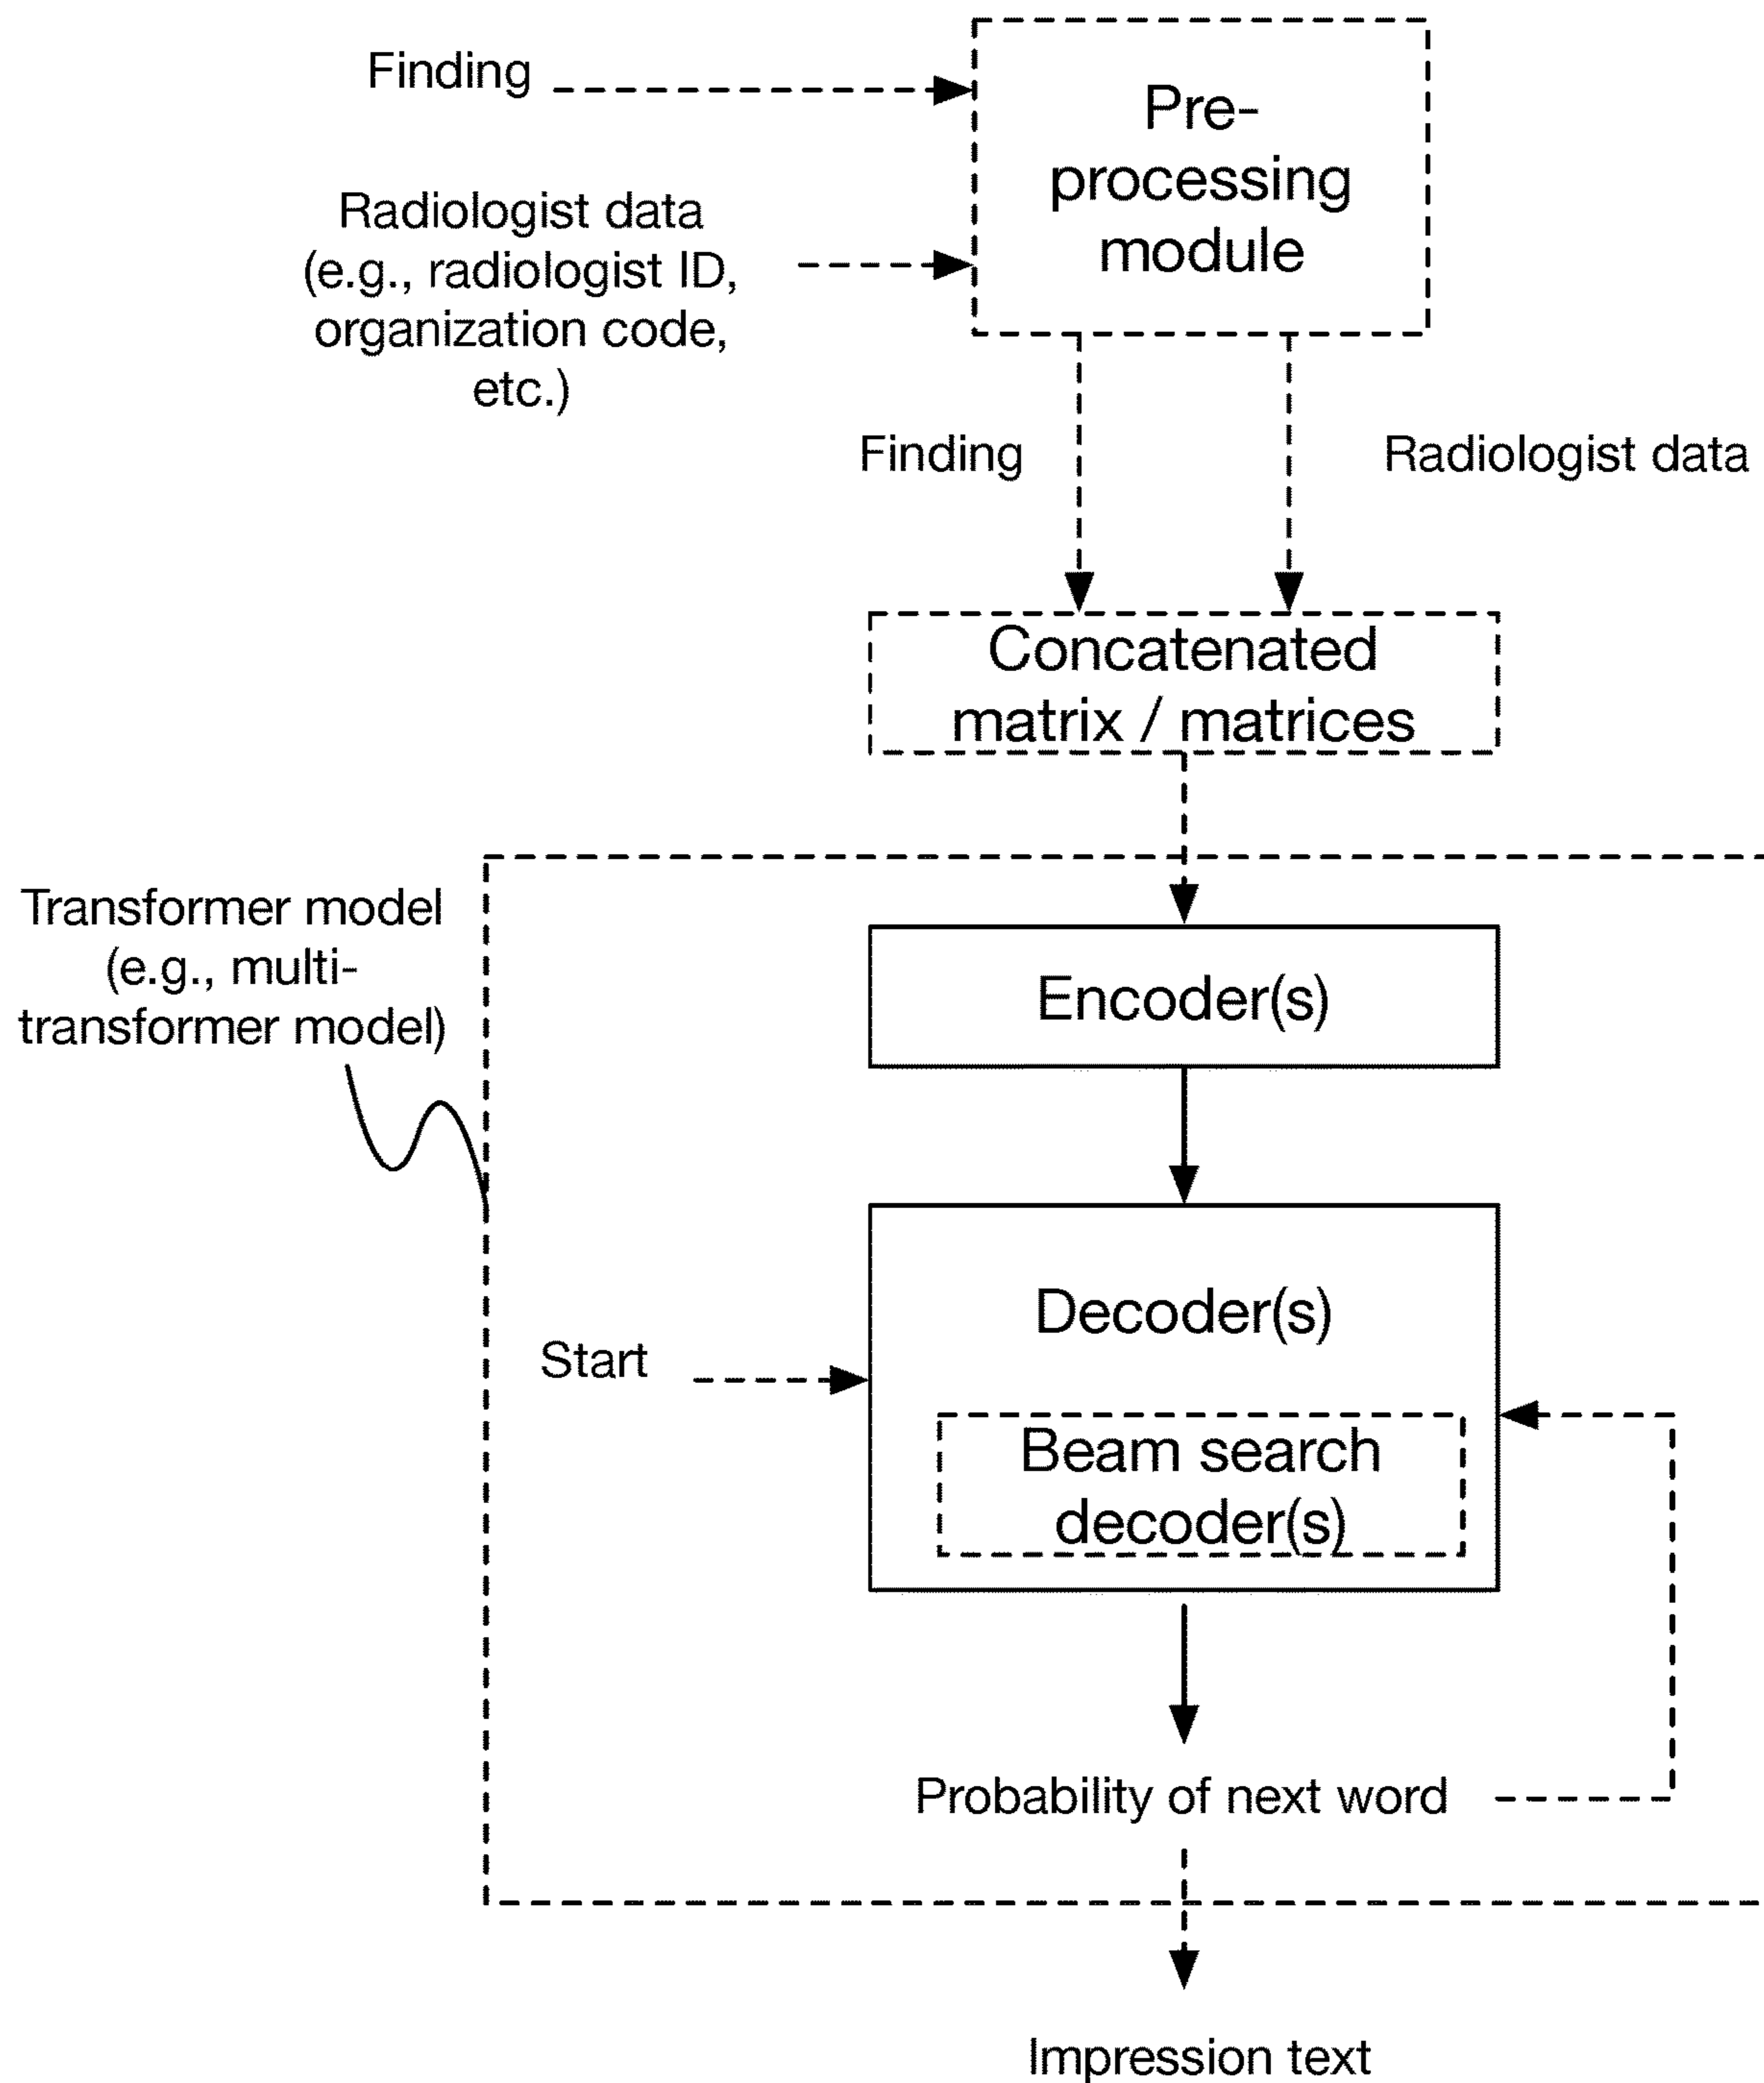 Finding
Pre-
processing
module
Radiologist data
(e.g., radiologist ID,
organization code,
etc.)
Finding
Radiologist data
Concatenated
matrix / matrices
Transformer model
(e.g., multi-
transformer model)
Encoder(s)
Decoder(s)
Start
Beam search
decoder(s)
Probability of next word
Impression text